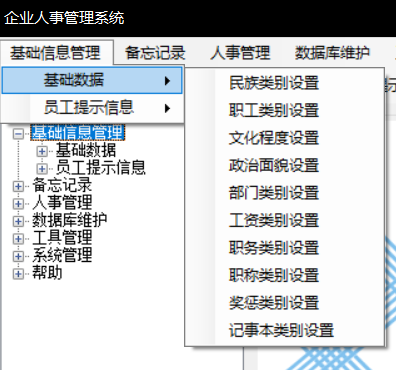 企业人事管理系统
基础信息管理 备忘记录 人事管理 数据库维护
基础数据
员工提示信息
民族类别设置
职工类别设置
文化程度设置
政治面貌设置
部门类别设置
工资类别设置
职务类别设置
职称类别设置
奖惩类别设置
记事本类别设置
基础信息管理
基础数据
员工提示信息
备忘记录
人事管理
数据库维护
工具管理
系统管理
帮助